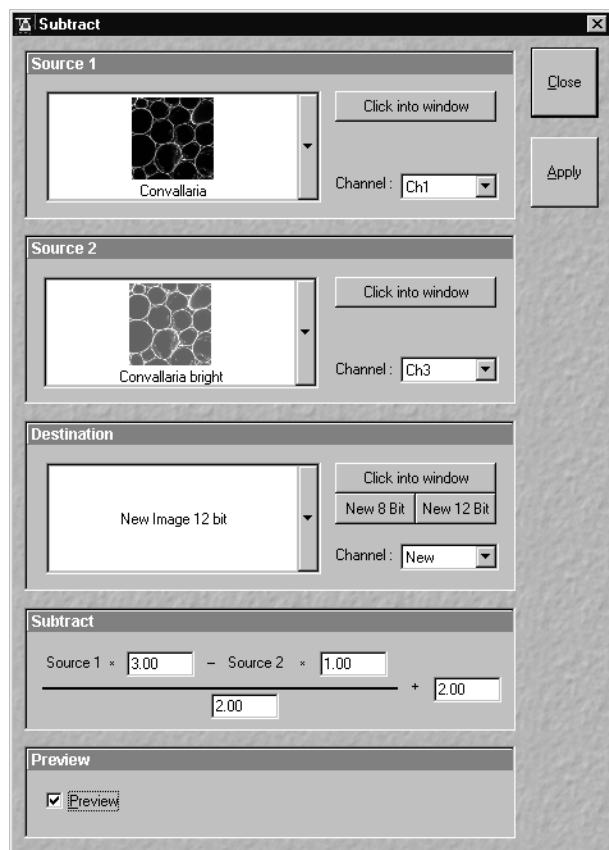 Subtract
Close
Apply
Source 1
Click into window
Convallaria
Channel : Ch1
Source 2
Click into window
Convallaria bright
Channel : Ch3
Destination
New Image 12 bit
Click into window
New 8 Bit New 12 Bit
Channel : New
Subtract
Source 1 × 3.00 – Source 2 × 1.00
+ 2.00
2.00
Preview
Preview